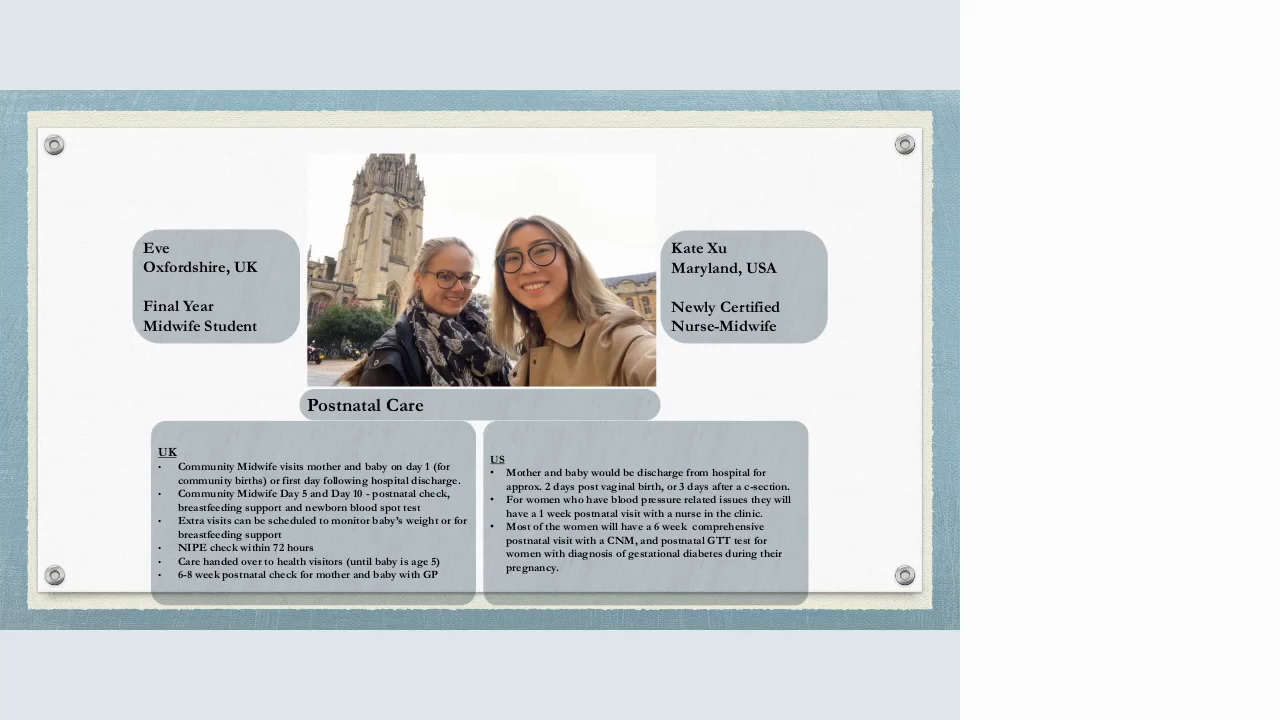 Eve
Oxfordshire, UK
Final Year
Midwife Student
Kate Xu
Maryland, USA
Newly Certified
Nurse-Midwife
Postnatal Care
UK
• Community Midwife visits mother and baby on day 1 (for
community births) or first day following hospital discharge.
• Community Midwife Day 5 and Day 10 - postnatal check,
breastfeeding support and newborn blood spot test
• Extra visits can be scheduled to monitor baby's weight or for
breastfeeding support
• NIPE check within 72 hours
• Care handed over to health visitors (until baby is age 5)
• 6-8 week postnatal check for mother and baby with GP
US
• Mother and baby would be discharge from hospital for
approx. 2 days post vaginal birth, or 3 days after a c-section.
• For women who have blood pressure related issues they will
have a 1 week postnatal visit with a nurse in the clinic.
• Most of the women will have a 6 week comprehensive
postnatal visit with a CNM, and postnatal GTT test for
women with diagnosis of gestational diabetes during their
pregnancy.